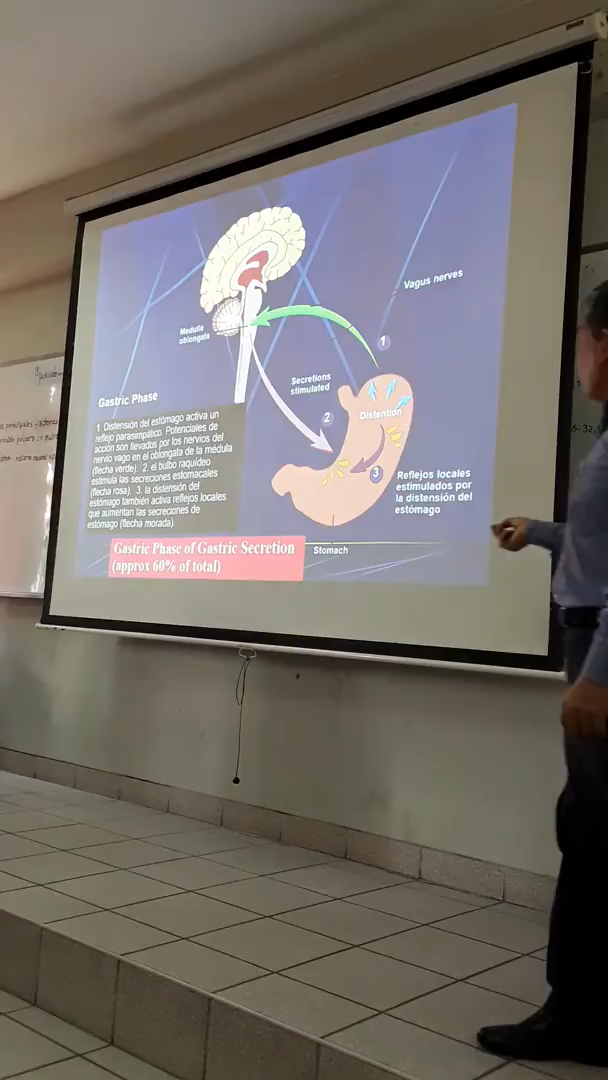 Vagus nerves
Medulla
oblongata
1
Secretions
stimulated
Gastric Phase
Distention
2
1. Distensión del estómago activa un
reflejo parasimpático. Potenciales de
acción son llevados por los nervios del
nervio vago en el oblongata de la médula
(flecha verde). 2. el bulbo raquídeo
estimula las secreciones estomacales
(flecha rosa). 3. la distensión del
estómago también activa reflejos locales
que aumentan las secreciones de
estómago (flecha morada).
3
Reflejos locales
estimulados por
la distensión del
estómago
Gastric Phase of Gastric Secretion
(approx 60% of total)
Stomach
principales